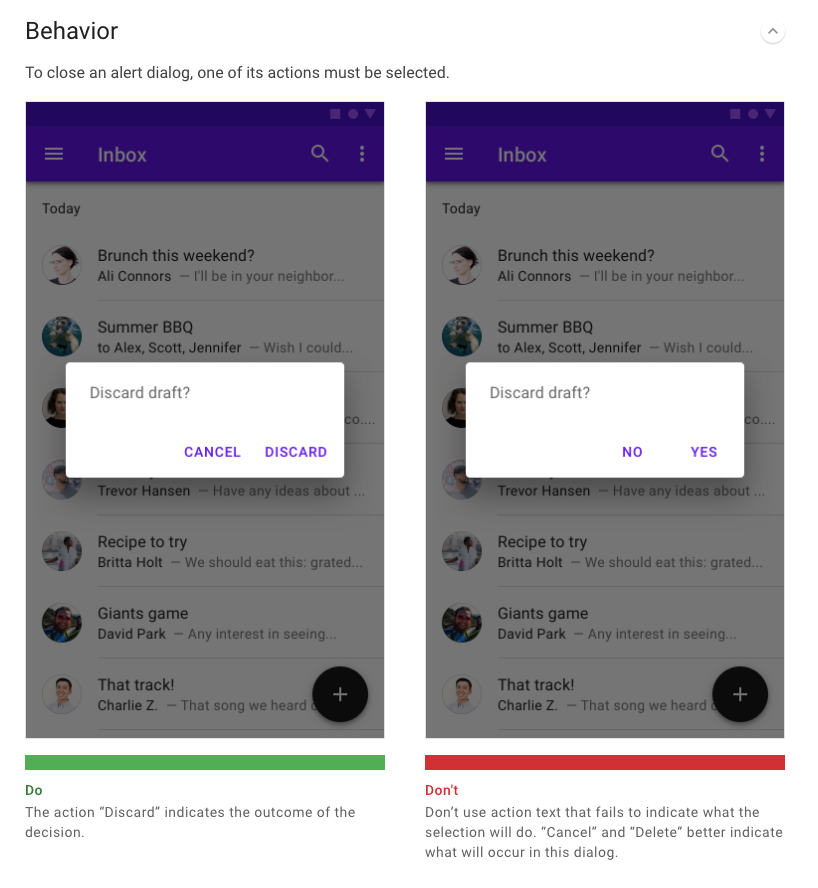 Behavior
To close an alert dialog, one of its actions must be selected.
Inbox
Today
Brunch this weekend?
Ali Connors — I'll be in your neighbor...
Summer BBQ
to Alex, Scott, Jennifer — Wish I could...
co....
Discard draft?
CANCEL DISCARD
Trevor Hansen — Have any ideas about ...
Recipe to try
Britta Holt — We should eat this: grated...
Giants game
David Park — Any interest in seeing...
That track!
Charlie Z. — That song we heard
Do
The action “Discard” indicates the outcome of the
decision.
Inbox
Today
Brunch this weekend?
Ali Connors — I'll be in your neighbor...
Summer BBQ
to Alex, Scott, Jennifer — Wish I could...
co....
Discard draft?
NO YES
Trevor Hansen — Have any ideas about ...
Recipe to try
Britta Holt — We should eat this: grated...
Giants game
David Park — Any interest in seeing...
That track!
Charlie Z. — That song we heard
Don't
Don’t use action text that fails to indicate what the
selection will do. “Cancel” and “Delete” better indicate
what will occur in this dialog.